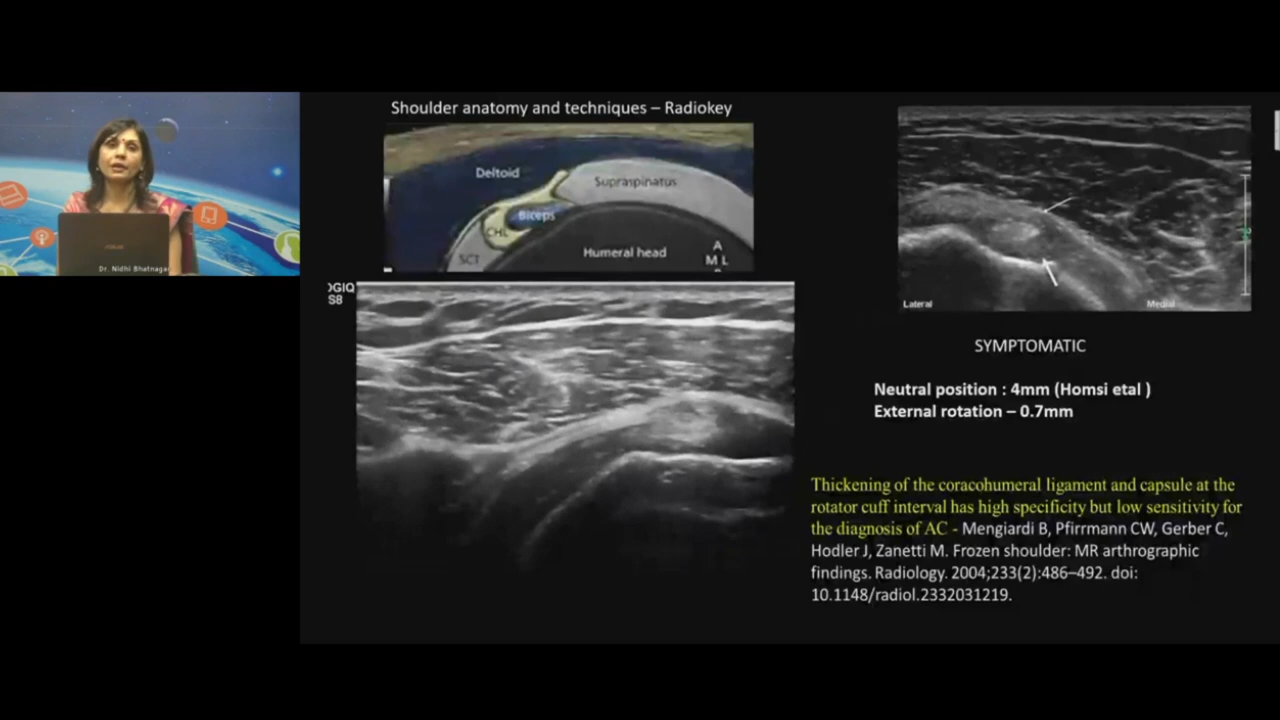 Dr. Nidhi Bhatnagar
Shoulder anatomy and techniques – Radiokey
Deltoid
Supraspinatus
Biceps
CHL
SCT
Humeral head
A
M L
OGIQ
S8
Lateral
Medial
SYMPTOMATIC
Neutral position : 4mm (Homsi etal )
External rotation – 0.7mm
Thickening of the coracohumeral ligament and capsule at the
rotator cuff interval has high specificity but low sensitivity for
the diagnosis of AC - Mengiardi B, Pfirrmann CW, Gerber C,
Hodler J, Zanetti M. Frozen shoulder: MR arthrographic
findings. Radiology. 2004;233(2):486–492. doi:
10.1148/radiol.2332031219.